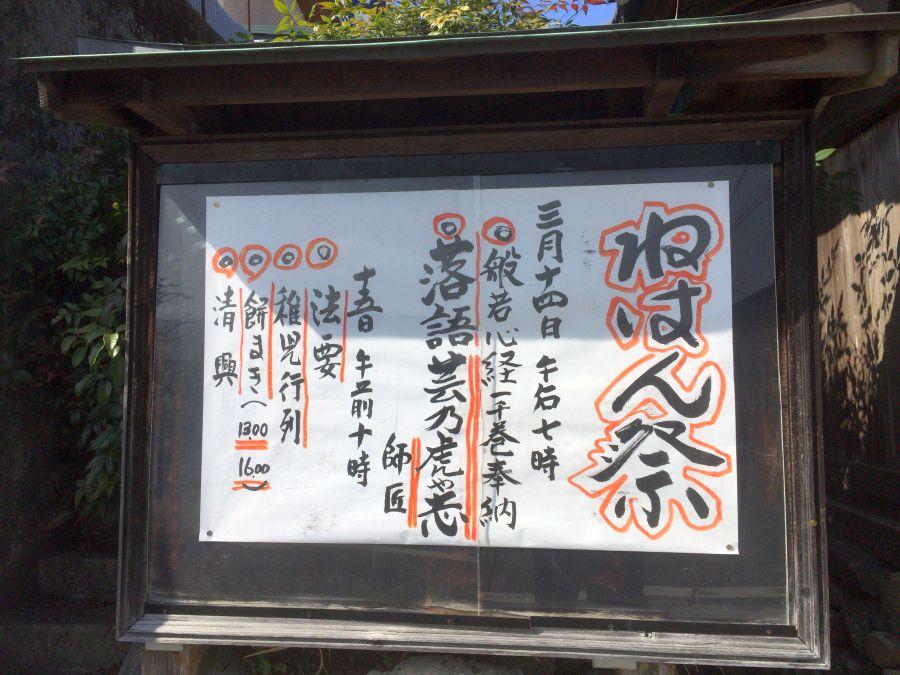 ねはん祭
三月十四日 午后七時
◎般若心経一千巻奉納
◎落語 芸乃虎や志
師匠
十五日 午前十時
◎法要
◎稚児行列
◎餅まき(1300 1600)
◎清興